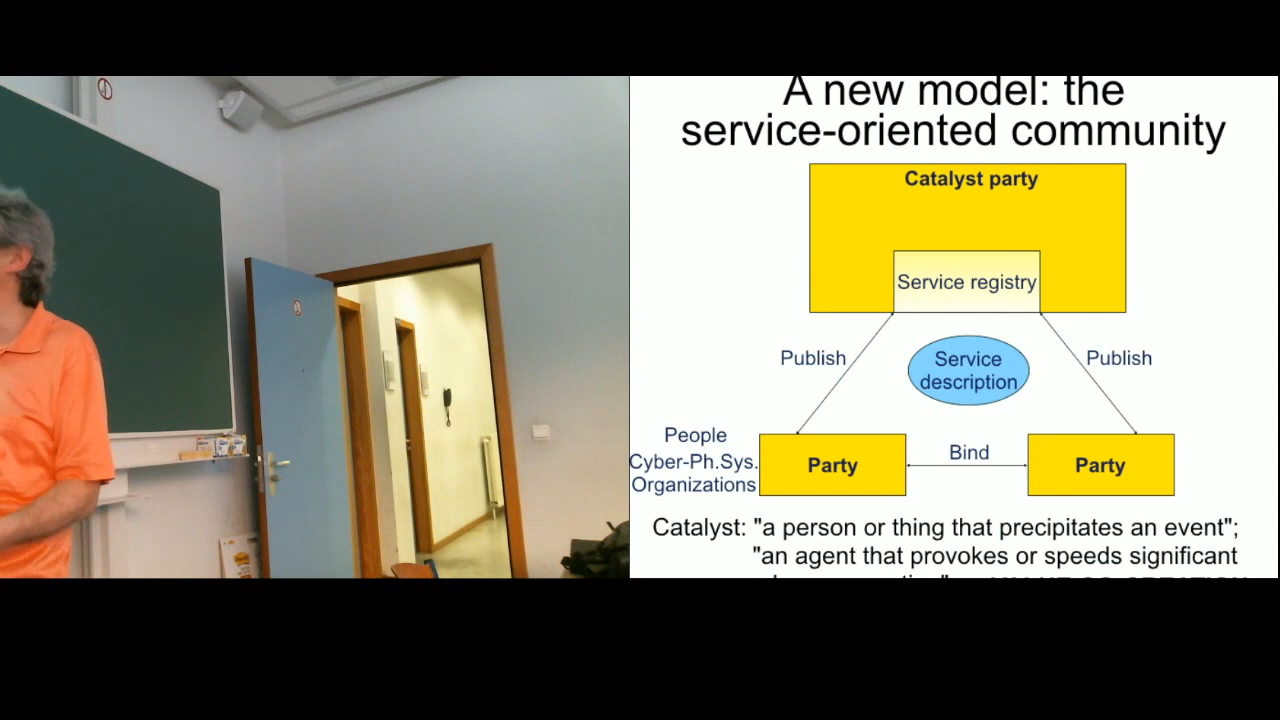 A new model: the
service-oriented community
Catalyst party
Service registry
Publish
Service
description
Publish
People
Cyber-Ph.Sys.
Organizations
Party
Bind
Party
Catalyst: "a person or thing that precipitates an event";
"an agent that provokes or speeds significant